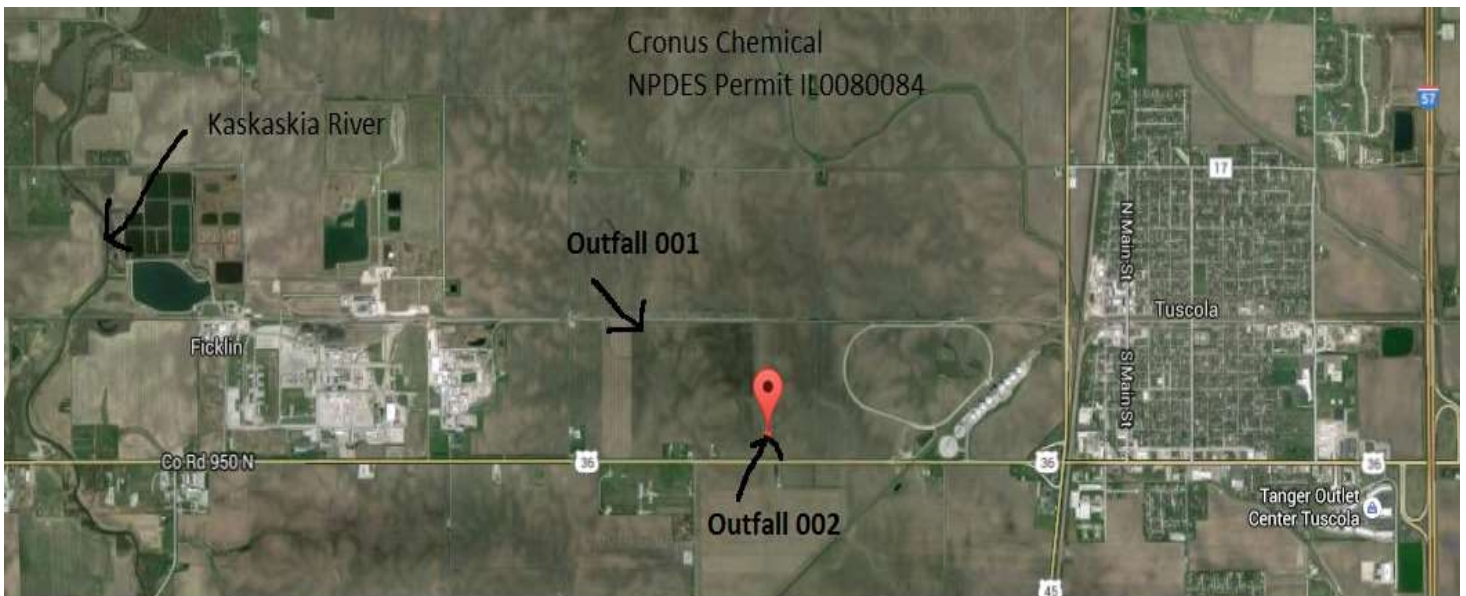 Cronus Chemical
NPDES Permit IL0080084
57
Kaskaskia River
17
N Main St
Outfall 001
Tuscola
Ficklin
S Main St
Co Rd 950 N
36
36
36
Tanger Outlet
Center Tuscola
Outfall 002
45